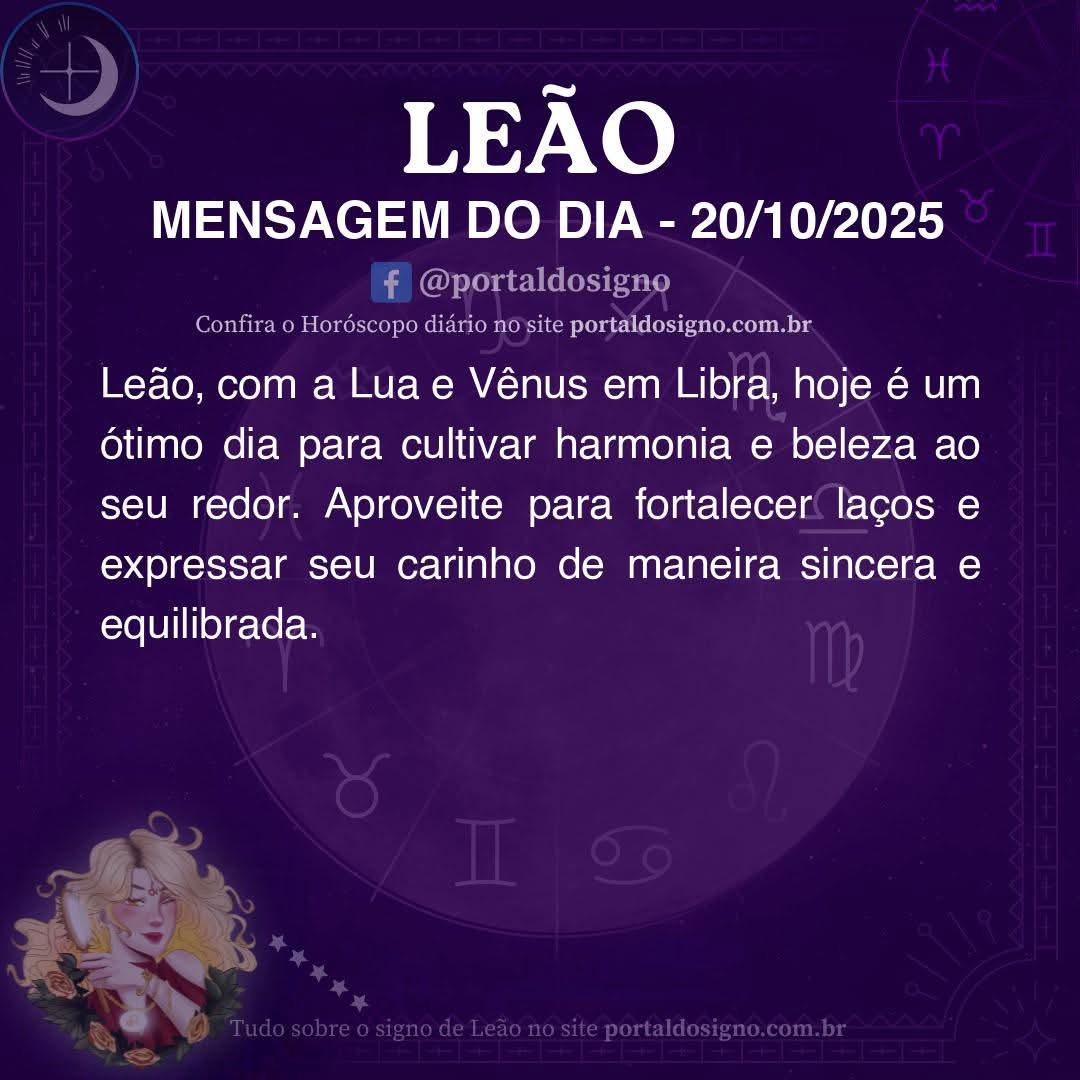 LEÃO
MENSAGEM DO DIA - 20/10/2025
@portaldosigno
Confira o Horóscopo diário no site portaldosigno.com.br
Leão, com a Lua e Vênus em Libra, hoje é um
ótimo dia para cultivar harmonia e beleza ao
seu redor. Aproveite para fortalecer laços e
expressar seu carinho de maneira sincera e
equilibrada.
Tudo sobre o signo de Leão no site portaldosigno.com.br